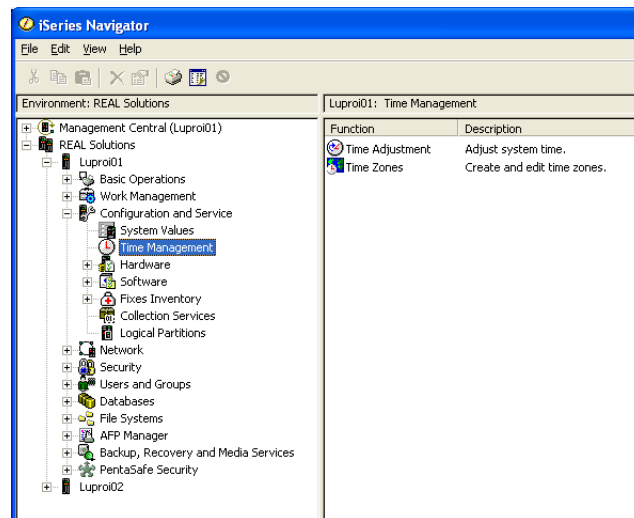 iSeries Navigator
File Edit View Help
Environment: REAL Solutions
Luproi01: Time Management
Management Central (Luproi01)
REAL Solutions
Luproi01
Basic Operations
Work Management
Configuration and Service
System Values
Time Management
Hardware
Software
Fixes Inventory
Collection Services
Logical Partitions
Network
Security
Users and Groups
Databases
File Systems
AFP Manager
Backup, Recovery and Media Services
PentaSafe Security
Luproi02
Function Description
Time Adjustment Adjust system time.
Time Zones Create and edit time zones.